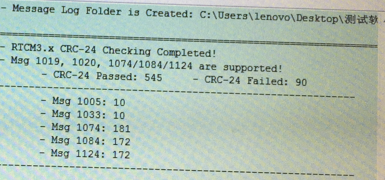 - Message Log Folder is Created: C:\Users\lenovo\Desktop\测试软
- RTCM3.x CRC-24 Checking Completed!
- Msg 1019, 1020, 1074/1084/1124 are supported!
- CRC-24 Passed: 545 - CRC-24 Failed: 90
- Msg 1005: 10
- Msg 1033: 10
- Msg 1074: 181
- Msg 1084: 172
- Msg 1124: 172